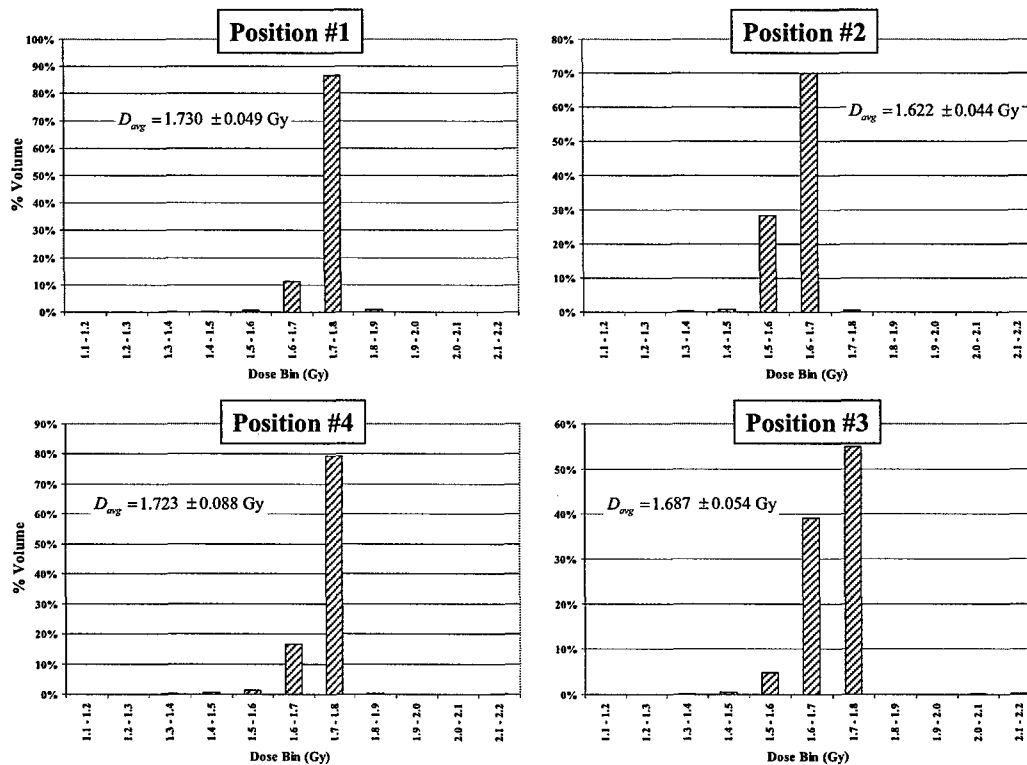 Position #1
100%
90%
80%
70%
60%
50%
40%
30%
20%
10%
0%
% Volume
D_avg = 1.730 ±0.049 Gy
1.1 - 1.2
1.2 - 1.3
1.3 - 1.4
1.4 - 1.5
1.5 - 1.6
1.6 - 1.7
1.7 - 1.8
1.8 - 1.9
1.9 - 2.0
2.0 - 2.1
2.1 - 2.2
Dose Bin (Gy)
Position #2
80%
70%
60%
50%
40%
30%
20%
10%
0%
D_avg = 1.622 ±0.044 Gy
1.1 - 1.2
1.2 - 1.3
1.3 - 1.4
1.4 - 1.5
1.5 - 1.6
1.6 - 1.7
1.7 - 1.8
1.8 - 1.9
1.9 - 2.0
2.0 - 2.1
2.1 - 2.2
Dose Bin (Gy)
Position #4
90%
80%
70%
60%
50%
40%
30%
20%
10%
0%
% Volume
D_avg = 1.723 ±0.088 Gy
1.1 - 1.2
1.2 - 1.3
1.3 - 1.4
1.4 - 1.5
1.5 - 1.6
1.6 - 1.7
1.7 - 1.8
1.8 - 1.9
1.9 - 2.0
2.0 - 2.1
2.1 - 2.2
Dose Bin (Gy)
Position #3
60%
50%
40%
30%
20%
10%
0%
D_avg = 1.687 ±0.054 Gy
1.1 - 1.2
1.2 - 1.3
1.3 - 1.4
1.4 - 1.5
1.5 - 1.6
1.6 - 1.7
1.7 - 1.8
1.8 - 1.9
1.9 - 2.0
2.0 - 2.1
2.1 - 2.2
Dose Bin (Gy)